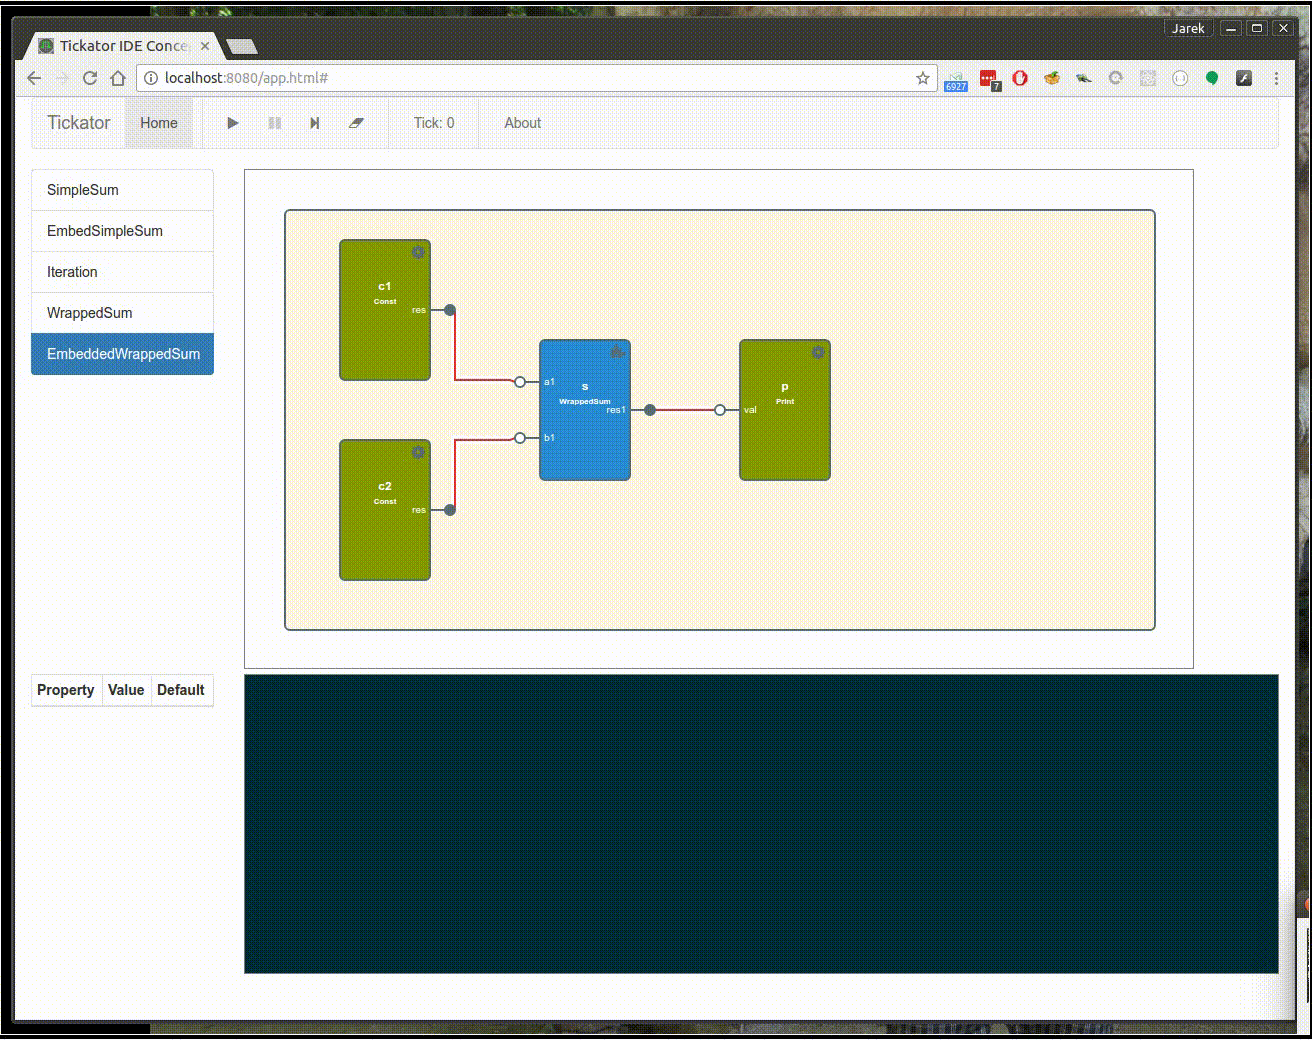 Jarek
Tickator IDE Conce
localhost:8080/app.html#
6927
7
Tickator
Home
Tick: 0
About
SimpleSum
EmbedSimpleSum
Iteration
WrappedSum
EmbeddedWrappedSum
c1
Const
res
a1
s
WrappedSum
res1
b1
p
Print
val
c2
Const
res
Property Value Default